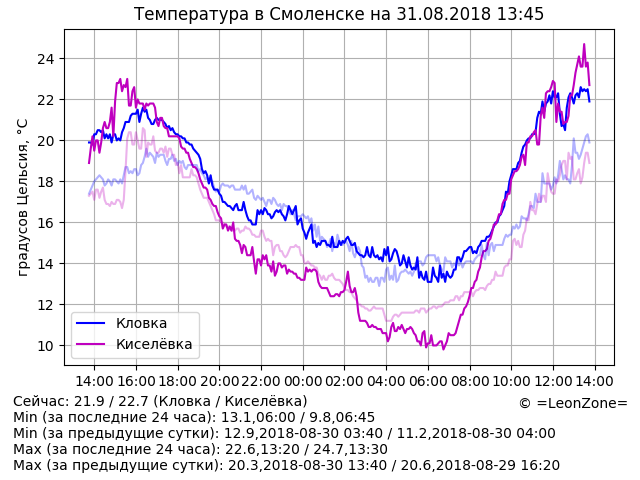 Температура в Смоленске на 31.08.2018 13:45
градусов Цельсия, °C
24
22
20
18
16
14
12
10
Кловка
Киселёвка
14:00 16:00 18:00 20:00 22:00 00:00 02:00 04:00 06:00 08:00 10:00 12:00 14:00
Сейчас: 21.9 / 22.7 (Кловка / Киселёвка)
© =LeonZone=
Min (за последние 24 часа): 13.1,06:00 / 9.8,06:45
Min (за предыдущие сутки): 12.9,2018-08-30 03:40 / 11.2,2018-08-30 04:00
Max (за последние 24 часа): 22.6,13:20 / 24.7,13:30
Max (за предыдущие сутки): 20.3,2018-08-30 13:40 / 20.6,2018-08-29 16:20